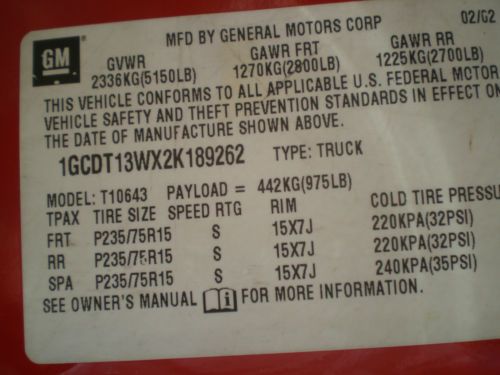 MFD BY GENERAL MOTORS CORP 02/02
GM
GVWR GAWR FRT GAWR RR
2336KG(5150LB) 1270KG(2800LB) 1225KG(2700LB)
THIS VEHICLE CONFORMS TO ALL APPLICABLE U.S. FEDERAL MOTOR
VEHICLE SAFETY AND THEFT PREVENTION STANDARDS IN EFFECT ON
THE DATE OF MANUFACTURE SHOWN ABOVE.
1GCDT13WX2K189262 TYPE: TRUCK
MODEL: T10643 PAYLOAD = 442KG(975LB)
TPAX TIRE SIZE SPEED RTG RIM COLD TIRE PRESSU
FRT P235/75R15 S 15X7J 220KPA(32PSI)
RR P235/75R15 S 15X7J 220KPA(32PSI)
SPA P235/75R15 S 15X7J 240KPA(35PSI)
SEE OWNER'S MANUAL i FOR MORE INFORMATION.